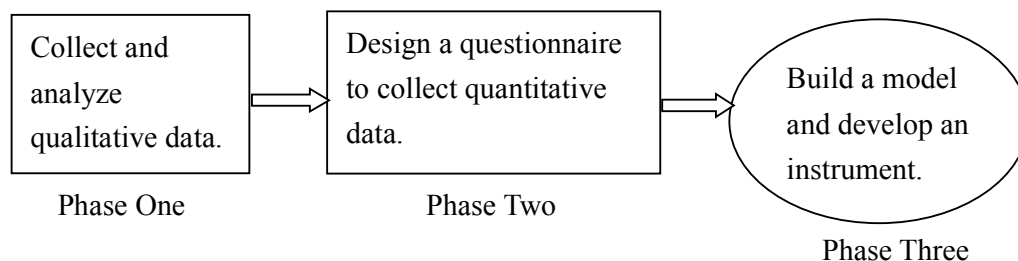 Collect and
analyze
qualitative data.
Phase One
Design a questionnaire
to collect quantitative
data.
Phase Two
Build a model
and develop an
instrument.
Phase Three